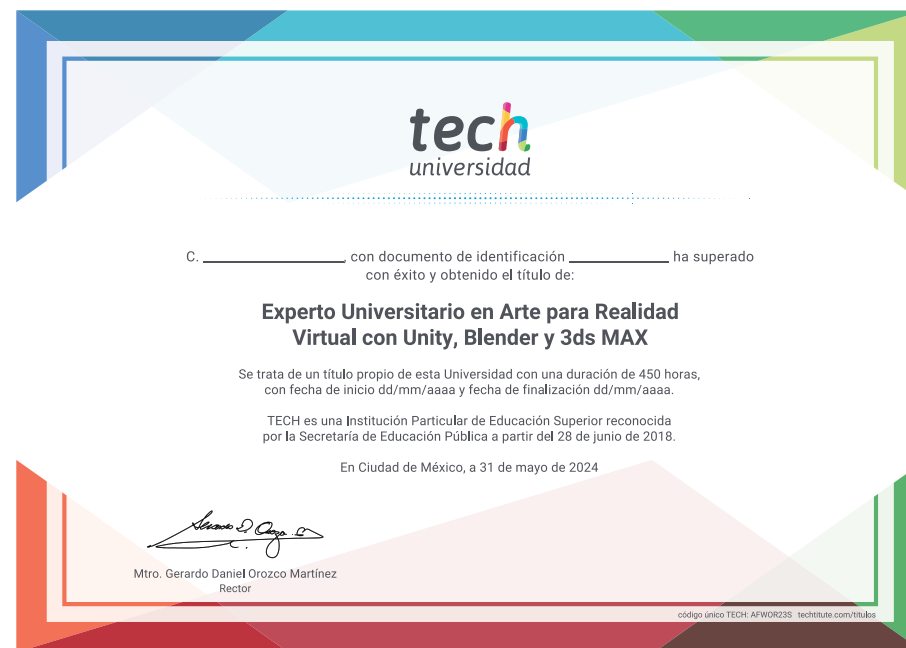 tech
universidad
C. ____________, con documento de identificación ____________ ha superado
con éxito y obtenido el título de:
Experto Universitario en Arte para Realidad
Virtual con Unity, Blender y 3ds MAX
Se trata de un título propio de esta Universidad con una duración de 450 horas,
con fecha de inicio dd/mm/aaaa y fecha de finalización dd/mm/aaaa.
TECH es una Institución Particular de Educación Superior reconocida
por la Secretaría de Educación Pública a partir del 28 de junio de 2018.
En Ciudad de México, a 31 de mayo de 2024
Mtro. Gerardo Daniel Orozco Martínez
Rector
código único TECH: AFWOR23S techtitute.com/titulos